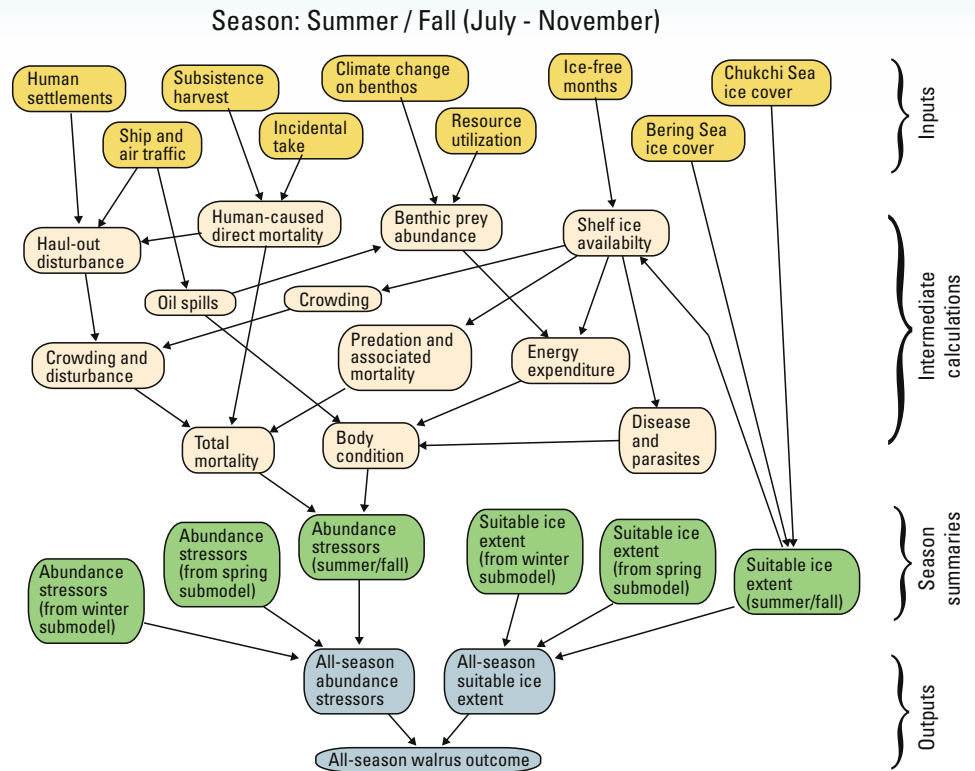 Season: Summer / Fall (July - November)
Human
settlements
Subsistence
harvest
Climate change
on benthos
Ice-free
months
Chukchi Sea
ice cover
Ship and
air traffic
Incidental
take
Resource
utilization
Bering Sea
ice cover
Inputs
Haul-out
disturbance
Human-caused
direct mortality
Benthic prey
abundance
Shelf ice
availabilty
Oil spills
Crowding
Crowding and
disturbance
Predation and
associated
mortality
Energy
expenditure
Total
mortality
Body
condition
Disease
and
parasites
Intermediate
calculations
Abundance
stressors
(from winter
submodel)
Abundance
stressors
(from spring
submodel)
Abundance
stressors
(summer/fall)
Suitable ice
extent
(from winter
submodel)
Suitable ice
extent
(from spring
submodel)
Suitable ice
extent
(summer/fall)
Season
summaries
All-season
abundance
stressors
All-season
suitable ice
extent
All-season walrus outcome
Outputs